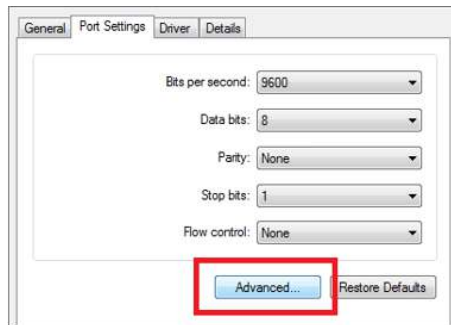 General Port Settings Driver Details
Bits per second: 9600
Data bits: 8
Parity: None
Stop bits: 1
Flow control: None
Advanced... Restore Defaults